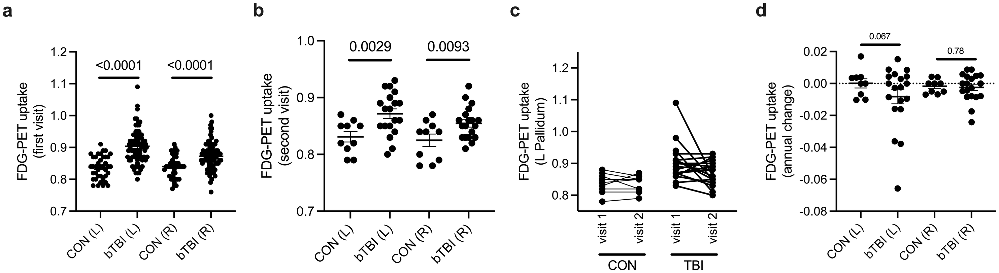 a
FDG-PET uptake
(first visit)
1.2
1.1
1.0
0.9
0.8
0.7
<0.0001
<0.0001
CON (L)
bTBI (L)
CON (R)
bTBI (R)
b
FDG-PET uptake
(second visit)
1.0
0.9
0.8
0.7
0.0029
0.0093
CON (L)
bTBI (L)
CON (R)
bTBI (R)
c
FDG-PET uptake
(L Pallidum)
1.2
1.1
1.0
0.9
0.8
visit 1
visit 2
visit 1
visit 2
CON
TBI
d
FDG-PET uptake
(annual change)
0.02
0.00
-0.02
-0.04
-0.06
-0.08
0.067
0.78
CON (L)
bTBI (L)
CON (R)
bTBI (R)